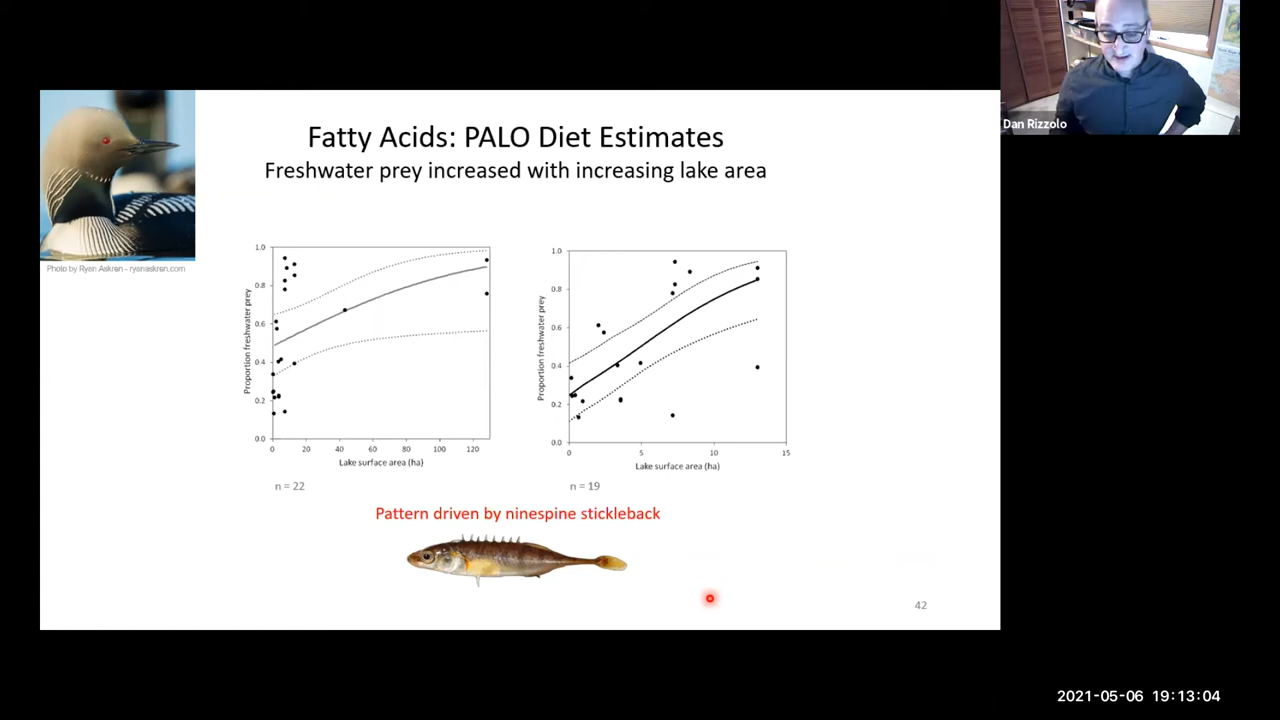 Dan Rizzolo
Fatty Acids: PALO Diet Estimates
Freshwater prey increased with increasing lake area
Photo by Ryan Askren - ryanaskren.com
Proportion freshwater prey
1.0
0.8
0.6
0.4
0.2
0.0
0 20 40 60 80 100 120
Lake surface area (ha)
n = 22
Proportion freshwater prey
1.0
0.8
0.6
0.4
0.2
0.0
0 5 10 15
Lake surface area (ha)
n = 19
Pattern driven by ninespine stickleback
42
2021-05-06 19:13:04